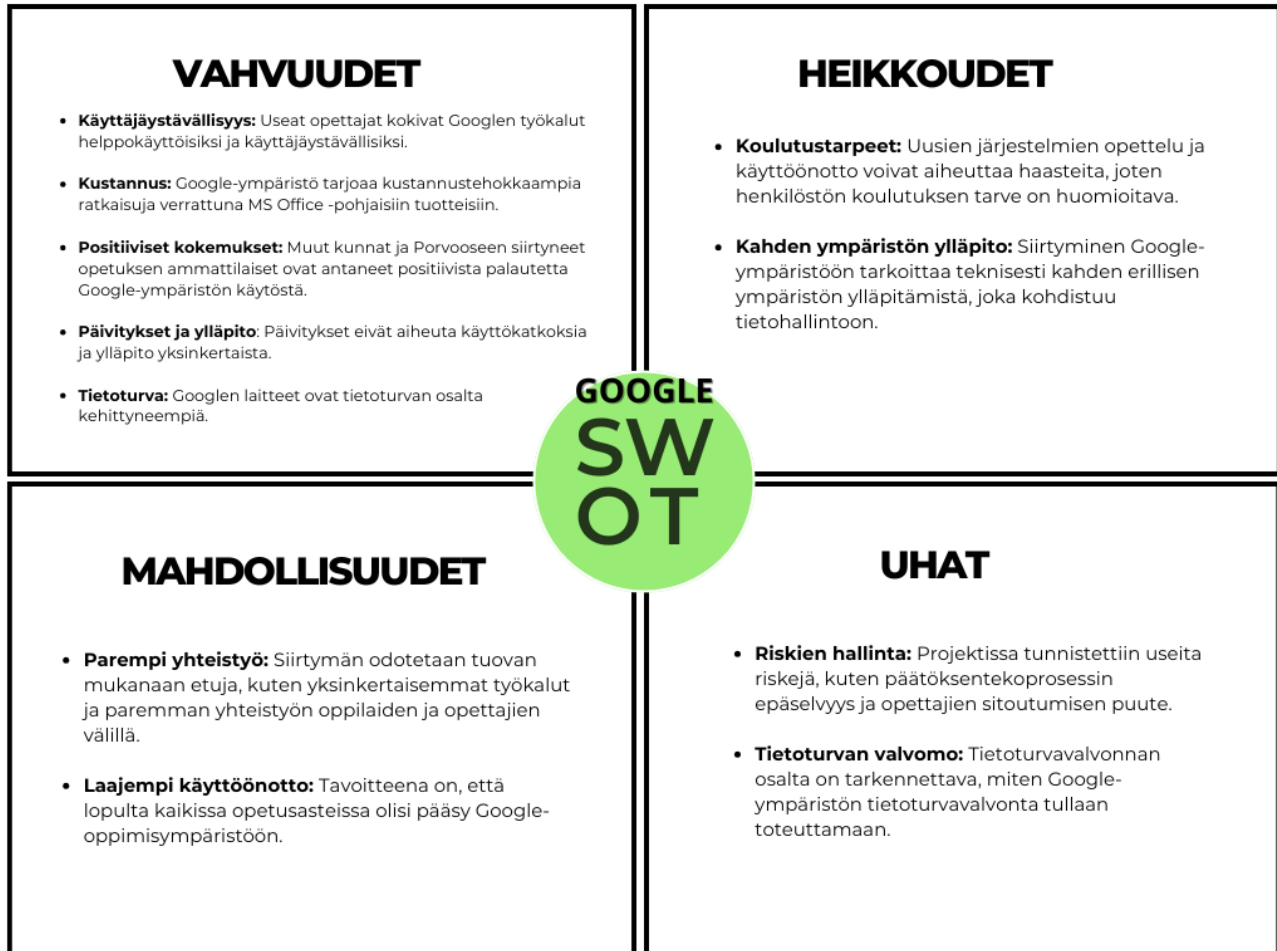 VAHVUUDET
• Käyttäjäystävällisyys: Useat opettajat kokivat Googlen työkalut
helppokäyttöisiksi ja käyttäjäystävällisiksi.
• Kustannus: Google-ympäristö tarjoaa kustannustehokkaampia
ratkaisuja verrattuna MS Office -pohjaisiin tuotteisiin.
• Positiiviset kokemukset: Muut kunnat ja Porvooseen siirtyneet
opetuksen ammattilaiset ovat antaneet positiivista palautetta
Google-ympäristön käytöstä.
• Päivitykset ja ylläpito: Päivitykset eivät aiheuta käyttökatkoksia
ja ylläpito yksinkertaista.
• Tietoturva: Googlen laitteet ovat tietoturvan osalta
kehittyneempiä.
HEIKKOUDET
• Koulutustarpeet: Uusien järjestelmien opettelu ja
käyttöönotto voivat aiheuttaa haasteita, joten
henkilöstön koulutuksen tarve on huomioitava.
• Kahden ympäristön ylläpito: Siirtyminen Google-
ympäristöön tarkoittaa teknisesti kahden erillisen
ympäristön ylläpitämistä, joka kohdistuu
tietohallintoon.
GOOGLE
SW
OT
MAHDOLLISUUDET
• Parempi yhteistyö: Siirtymän odotetaan tuovan
mukanaan etuja, kuten yksinkertaisemmat työkalut
ja paremman yhteistyön oppilaiden ja opettajien
välillä.
• Laajempi käyttöönotto: Tavoitteena on, että
lopulta kaikissa opetusasteissa olisi pääsy Google-
oppimisympäristöön.
UHAT
• Riskien hallinta: Projektissa tunnistettiin useita
riskejä, kuten päätöksentekoprosessin
epäselvyys ja opettajien sitoutumisen puute.
• Tietoturvan valvomo: Tietoturvavalvonnan
osalta on tarkennettava, miten Google-
ympäristön tietoturvavalvonta tullaan
toteuttamaan.